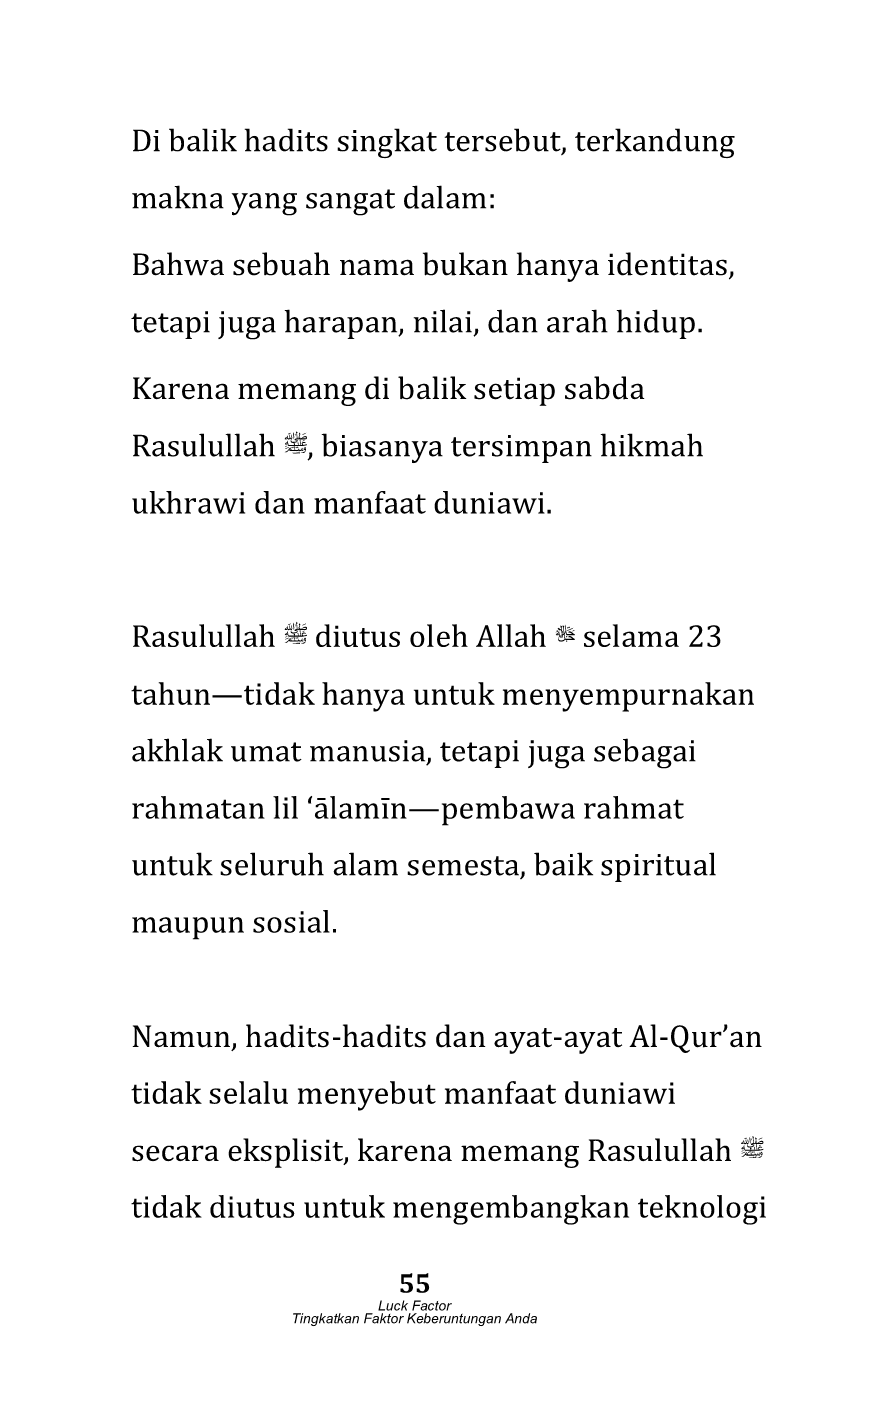 Di balik hadits singkat tersebut, terkandung
makna yang sangat dalam:
Bahwa sebuah nama bukan hanya identitas,
tetapi juga harapan, nilai, dan arah hidup.
Karena memang di balik setiap sabda
Rasulullah ﷺ, biasanya tersimpan hikmah
ukhrawi dan manfaat duniawi.
Rasulullah ﷺ diutus oleh Allah ﷻ selama 23
tahun—tidak hanya untuk menyempurnakan
akhlak umat manusia, tetapi juga sebagai
rahmatan lil ‘ālamīn—pembawa rahmat
untuk seluruh alam semesta, baik spiritual
maupun sosial.
Namun, hadits-hadits dan ayat-ayat Al-Qur’an
tidak selalu menyebut manfaat duniawi
secara eksplisit, karena memang Rasulullah ﷺ
tidak diutus untuk mengembangkan teknologi
55
Luck Factor
Tingkatkan Faktor Keberuntungan Anda